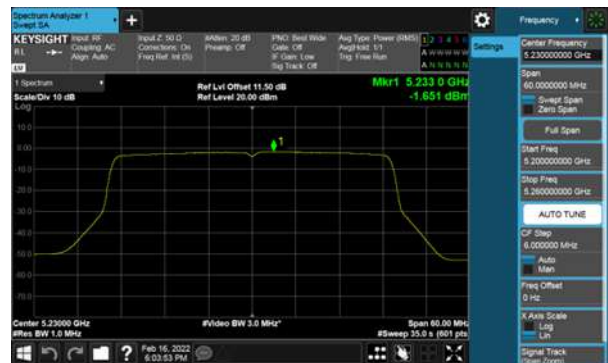 Spectrum Analyzer 1
Swept SA
+
Frequency
KEYSIGHT
Input: RF
Coupling: AC
Align: Auto
Input Z: 50 Ω
Corrections: On
Freq Ref: Int (S)
#Atten: 20 dB
Preamp: Off
PNO: Best Wide
Gate: Off
IF Gain: Low
Sig Track: Off
Avg Type: Power (RMS)
Avg|Hold: 1/1
Trig: Free Run
1 2 3 4 5 6
A W W W W W
A N N N N N
RL
LXI
Settings
Center Frequency
5.230000000 GHz
Span
60.0000000 MHz
Swept Span
Zero Span
Full Span
Start Freq
5.200000000 GHz
Stop Freq
5.260000000 GHz
AUTO TUNE
CF Step
6.000000 MHz
Auto
Man
Freq Offset
0 Hz
X Axis Scale
Log
Lin
Signal Track
(Span Zoom)
1 Spectrum
Scale/Div 10 dB
Log
Ref Lvl Offset 11.50 dB
Ref Level 20.00 dBm
Mkr1 5.233 0 GHz
-1.651 dBm
1
10.0
0.00
-10.0
-20.0
-30.0
-40.0
-50.0
-60.0
-70.0
Center 5.23000 GHz
#Res BW 1.0 MHz
#Video BW 3.0 MHz*
Span 60.00 MHz
#Sweep 35.0 s (601 pts)
?
Feb 16, 2022
6:03:53 PM